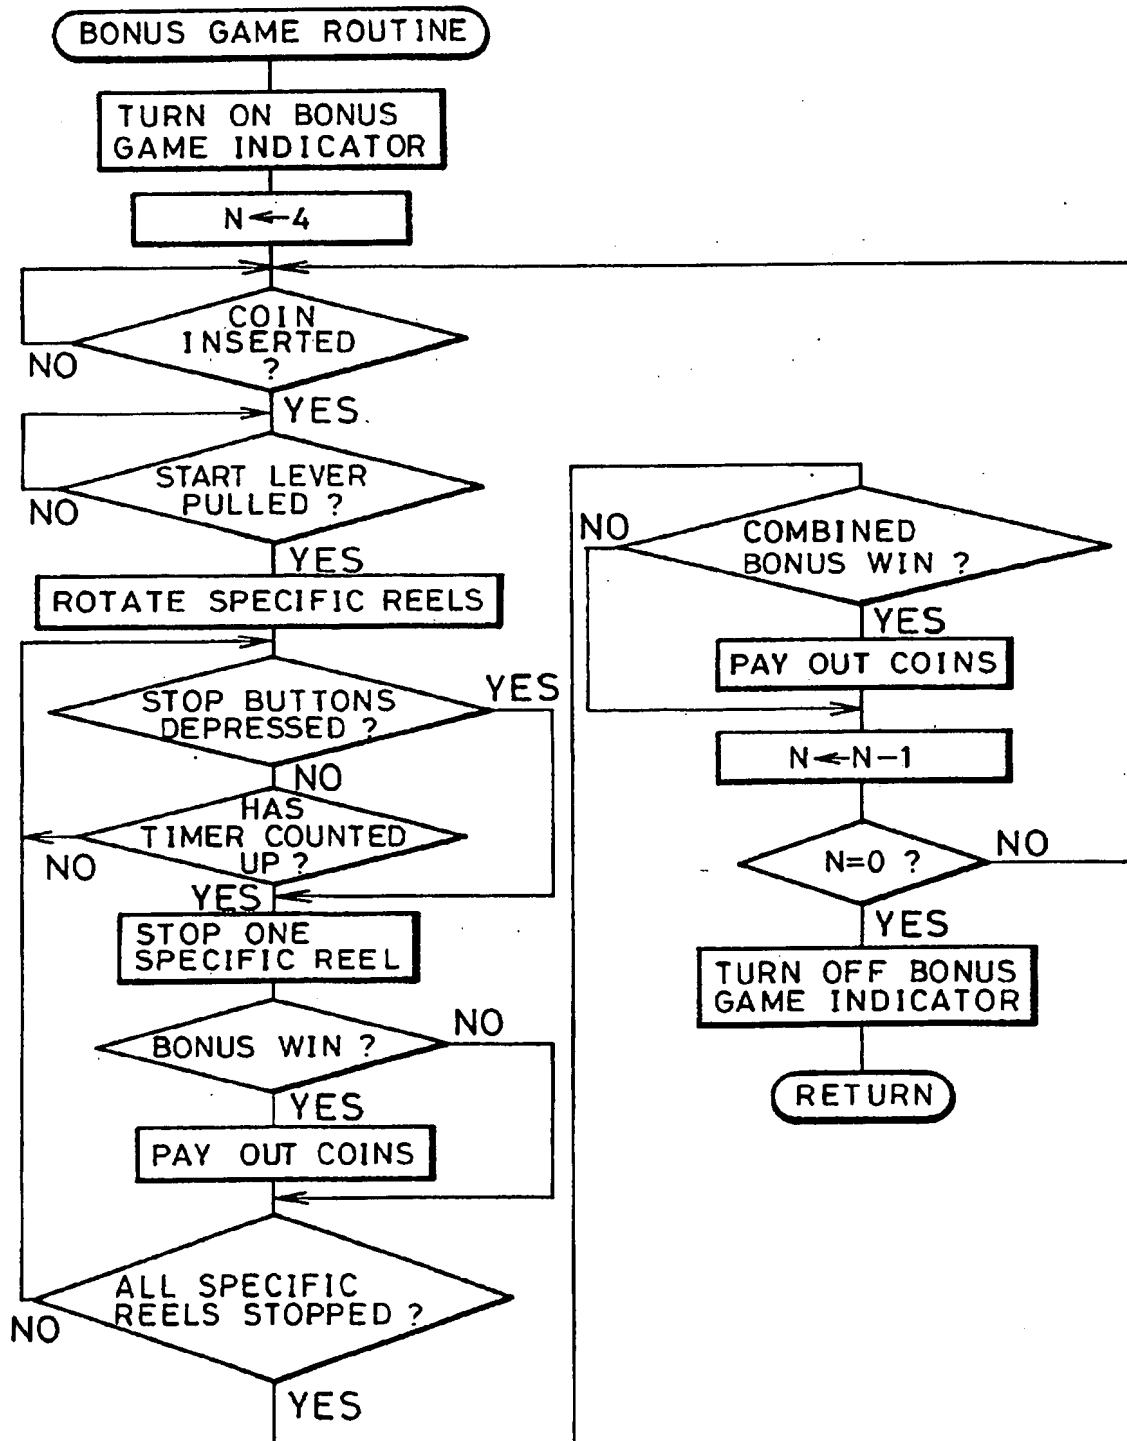 BONUS GAME ROUTINE
TURN ON BONUS
GAME INDICATOR
N←4
COIN
INSERTED
?
NO
YES
START LEVER
PULLED ?
NO
YES
ROTATE SPECIFIC REELS
STOP BUTTONS
DEPRESSED ?
YES
NO
HAS
TIMER COUNTED
UP ?
NO
YES
STOP ONE
SPECIFIC REEL
BONUS WIN ?
NO
YES
PAY OUT COINS
ALL SPECIFIC
REELS STOPPED ?
NO
YES
COMBINED
BONUS WIN ?
NO
YES
PAY OUT COINS
N←N-1
N=0 ?
NO
YES
TURN OFF BONUS
GAME INDICATOR
RETURN